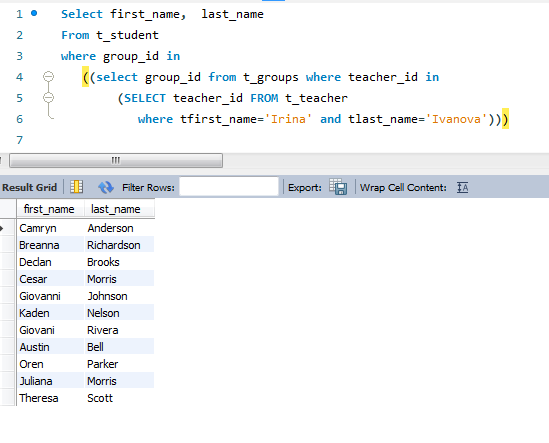 1 Select first_name, last_name
2 From t_student
3 where group_id in
4 ((select group_id from t_groups where teacher_id in
5 (SELECT teacher_id FROM t_teacher
6 where tfirst_name='Irina' and tlast_name='Ivanova')))
7
Result Grid Filter Rows: Export: Wrap Cell Content: IA
first_name last_name
Camryn Anderson
Breanna Richardson
Declan Brooks
Cesar Morris
Giovanni Johnson
Kaden Nelson
Giovani Rivera
Austin Bell
Oren Parker
Juliana Morris
Theresa Scott